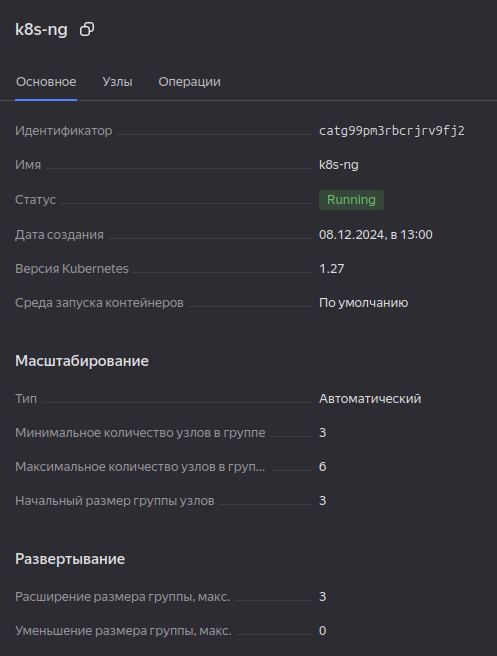 k8s-ng
Основное Узлы Операции
Идентификатор catg99pm3rbcrjrv9fj2
Имя k8s-ng
Статус Running
Дата создания 08.12.2024, в 13:00
Версия Kubernetes 1.27
Среда запуска контейнеров По умолчанию
Масштабирование
Тип Автоматический
Минимальное количество узлов в группе 3
Максимальное количество узлов в груп... 6
Начальный размер группы узлов 3
Развертывание
Расширение размера группы, макс. 3
Уменьшение размера группы, макс. 0